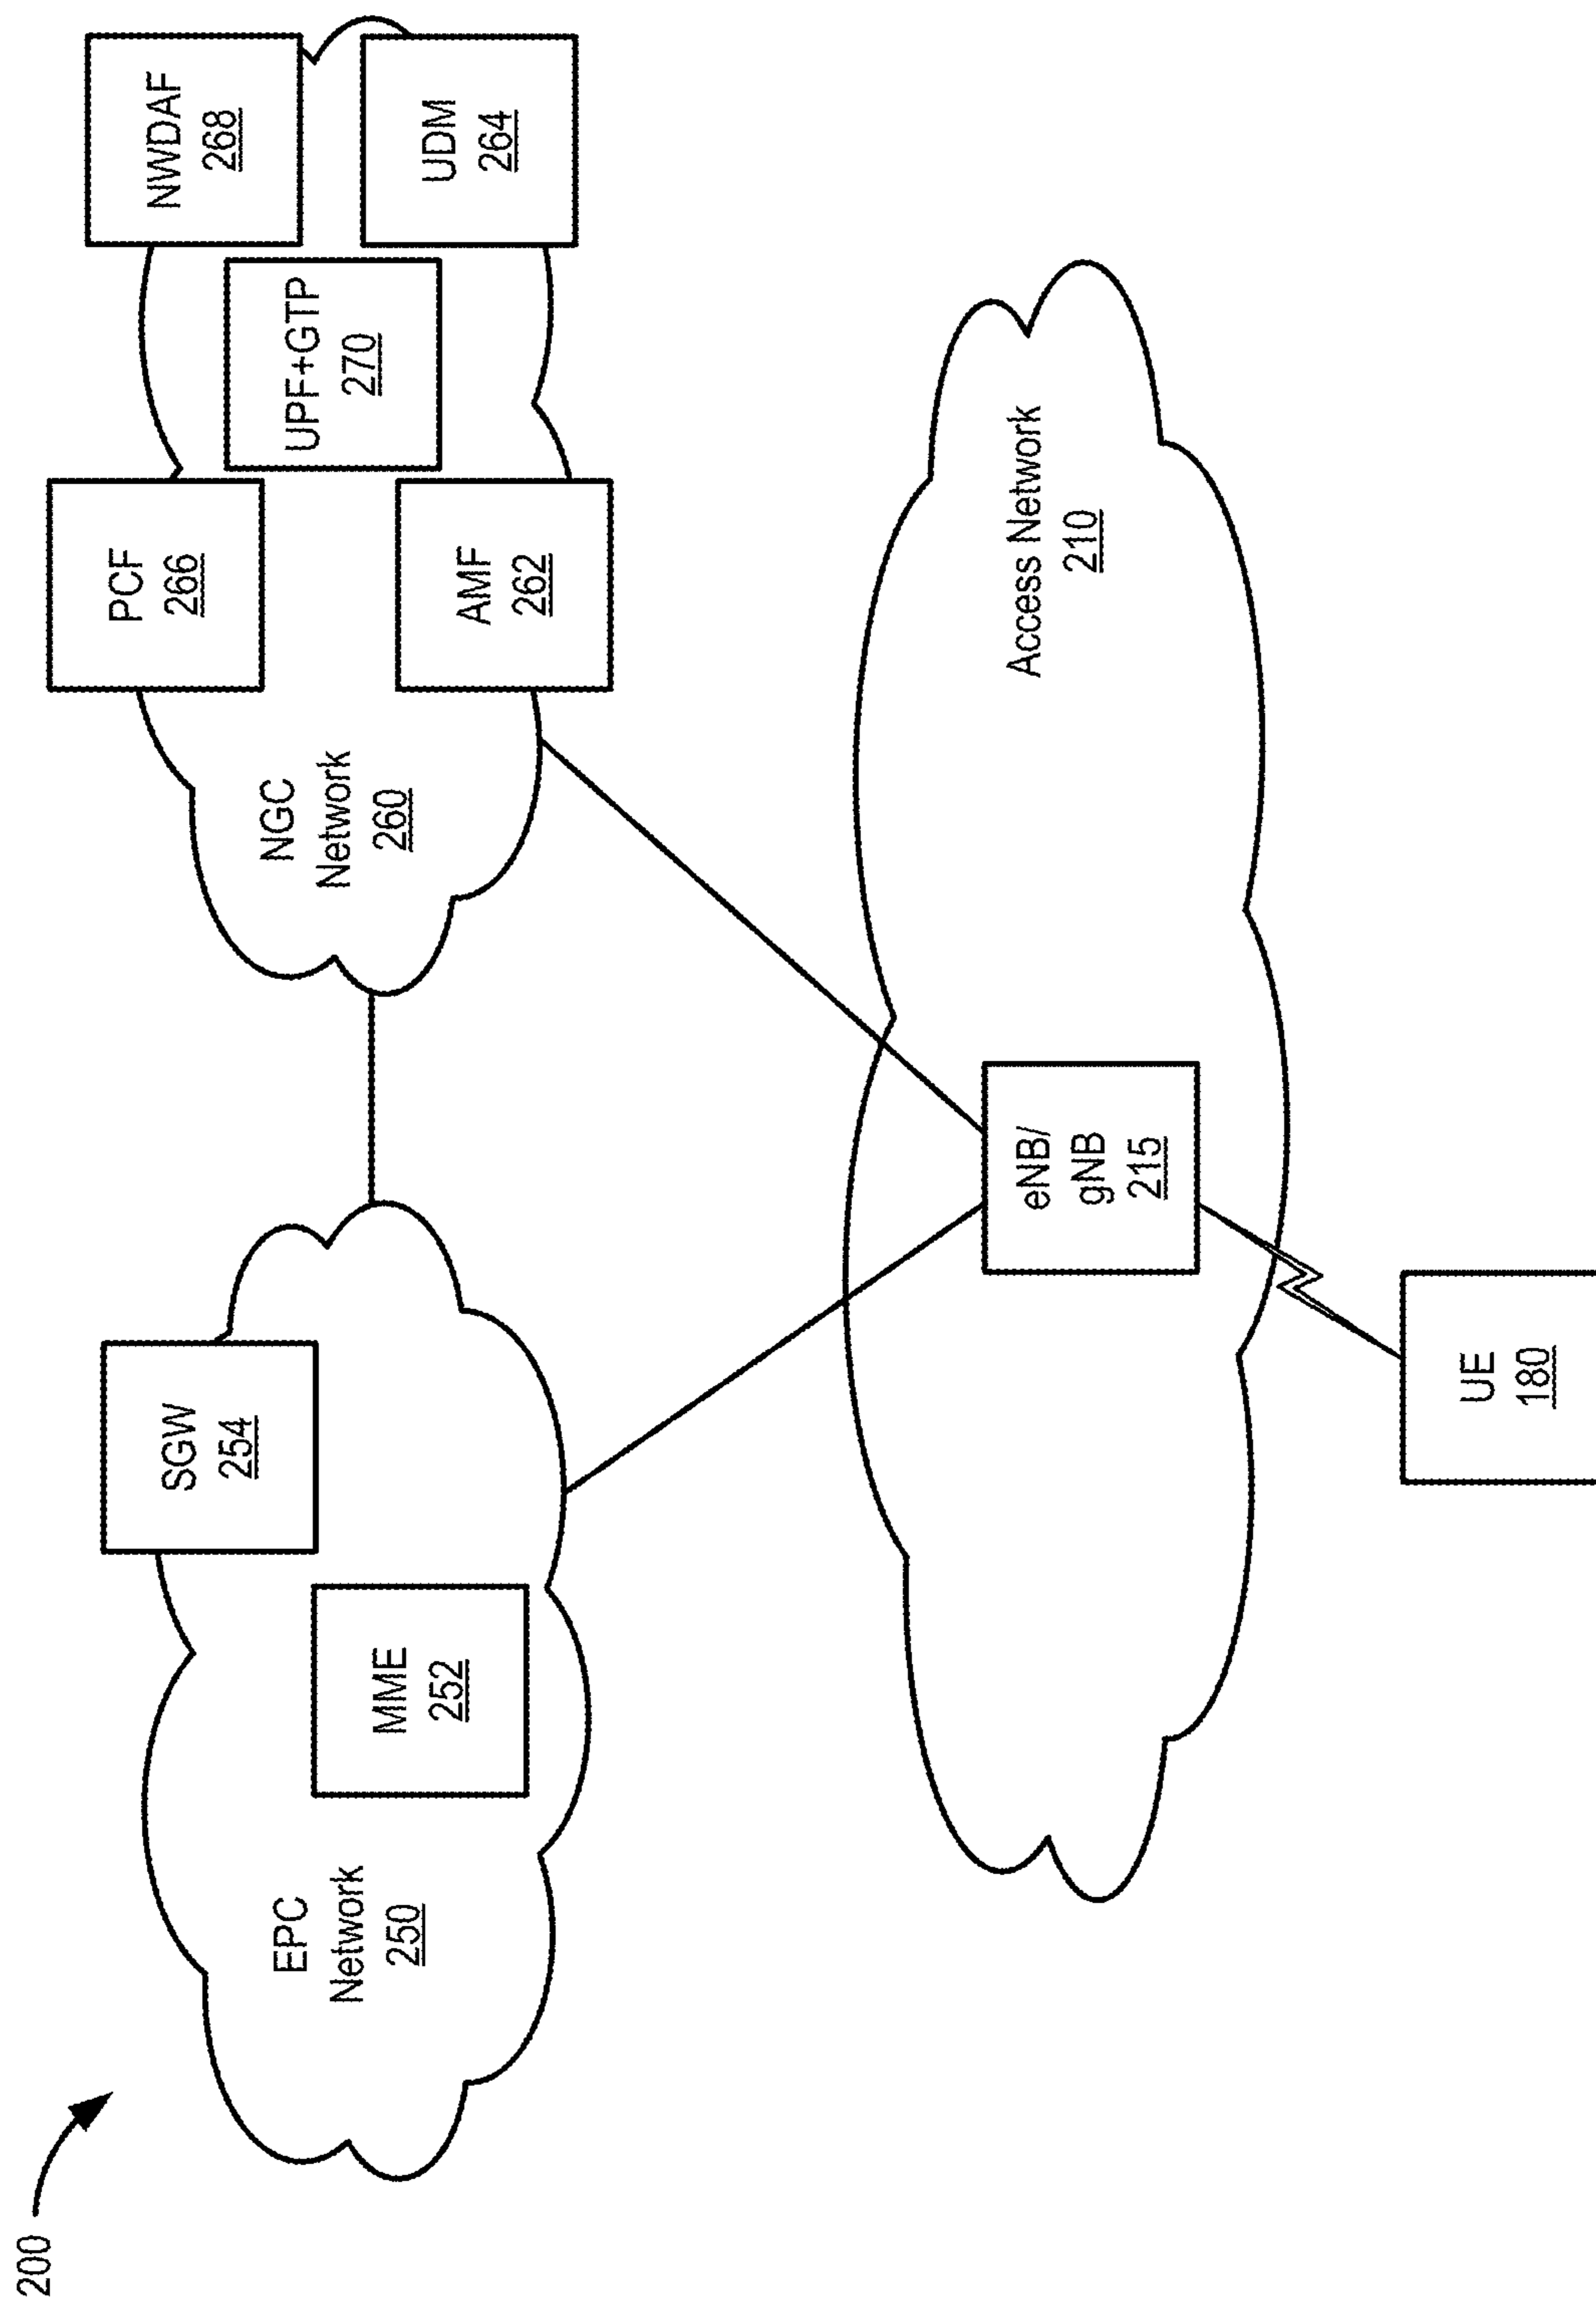 200
EPC
Network
250
MME
252
SGW
254
NGC
Network
260
PCF
266
AMF
262
UPF+GTP
270
NWDAF
268
UDM
264
Access Network
210
eNB/
gNB
215
UE
180